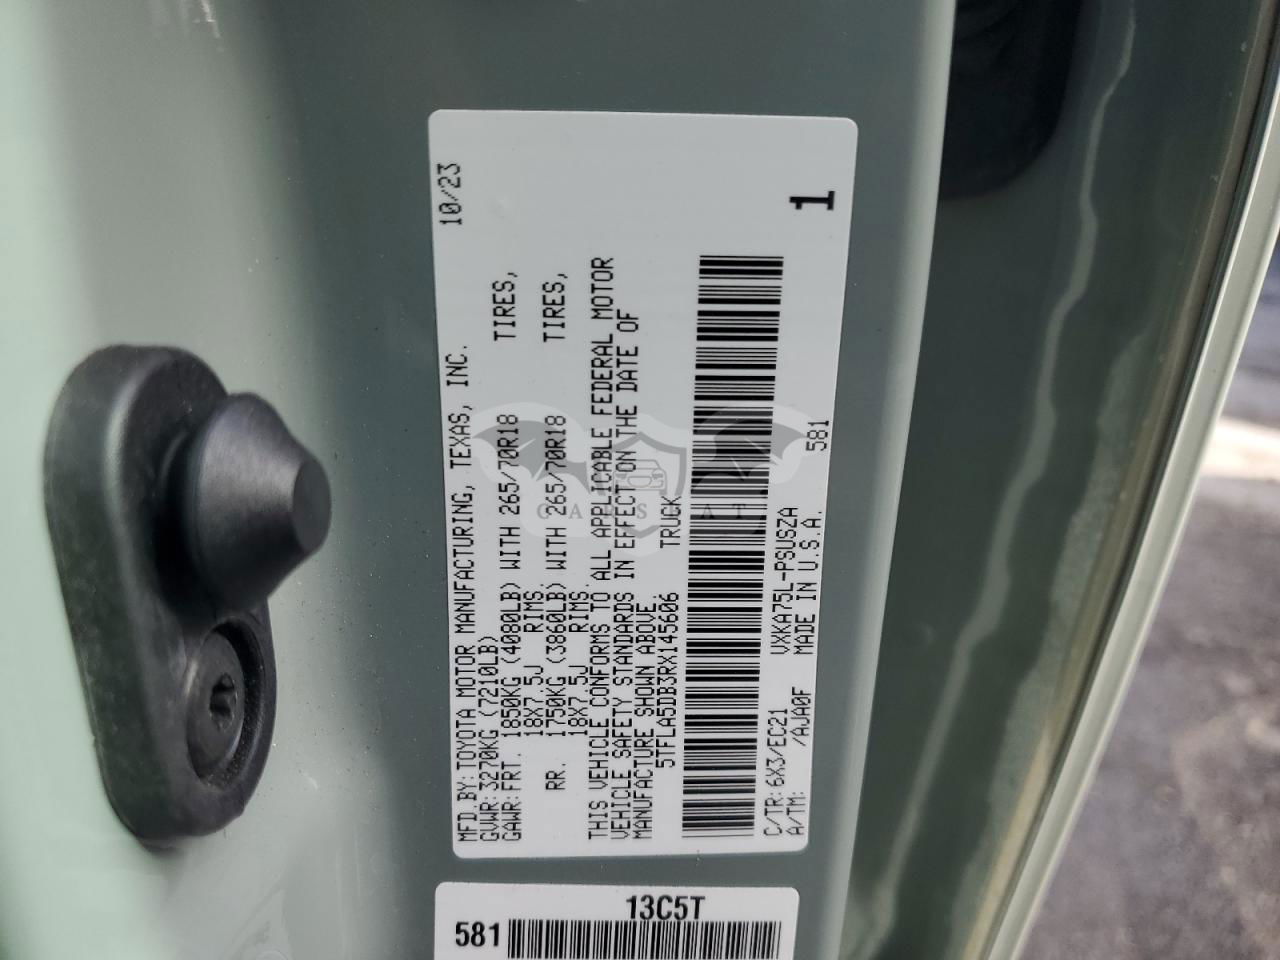 MFD.BY:TOYOTA MOTOR MANUFACTURING, TEXAS, INC. 10/23
GVWR:3270KG(7210LB)
GAWR:FRT. 1850KG(4080LB)WITH 265/70R18 TIRES,
18X7.5J RIMS.
RR. 1750KG(3860LB)WITH 265/70R18 TIRES,
18X7.5J RIMS.
THIS VEHICLE CONFORMS TO ALL APPLICABLE FEDERAL MOTOR
VEHICLE SAFETY STANDARDS IN EFFECT ON THE DATE OF
MANUFACTURE SHOWN ABOVE.
5TFLA5DB3RX145606 TRUCK
C/TR:6X3/EC21 VXKA75L-PSUSZA
A/TM: /AJA0F MADE IN U.S.A. 581
1
CARSBAT
13C5T
581